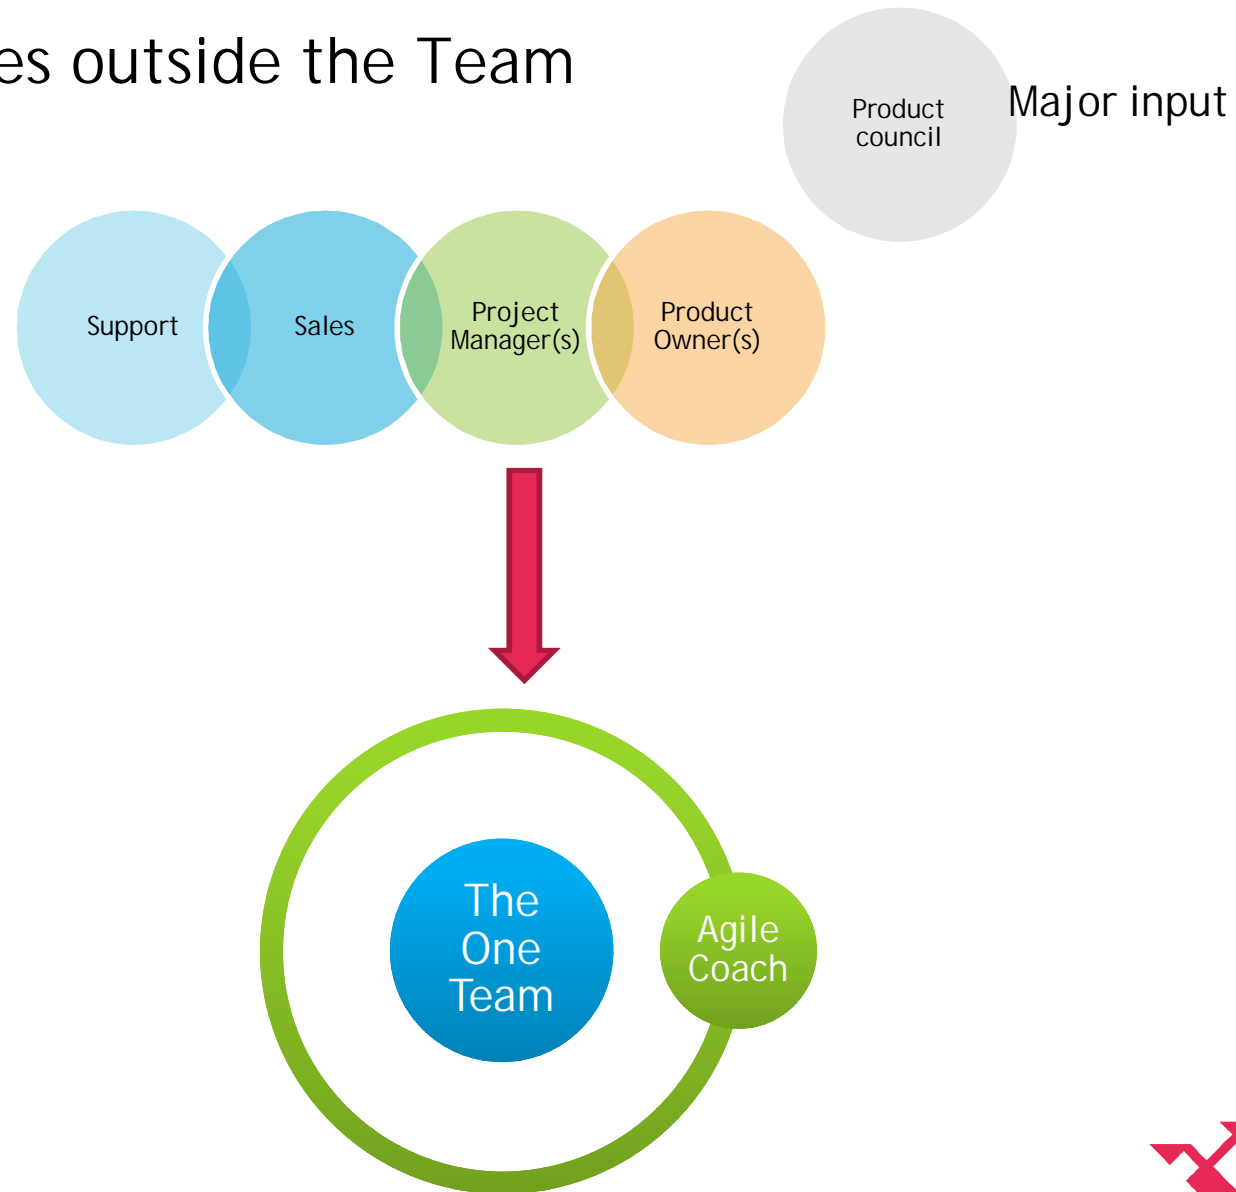 es outside the Team
Product
council
Major input
Support
Sales
Project
Manager(s)
Product
Owner(s)
The
One
Team
Agile
Coach